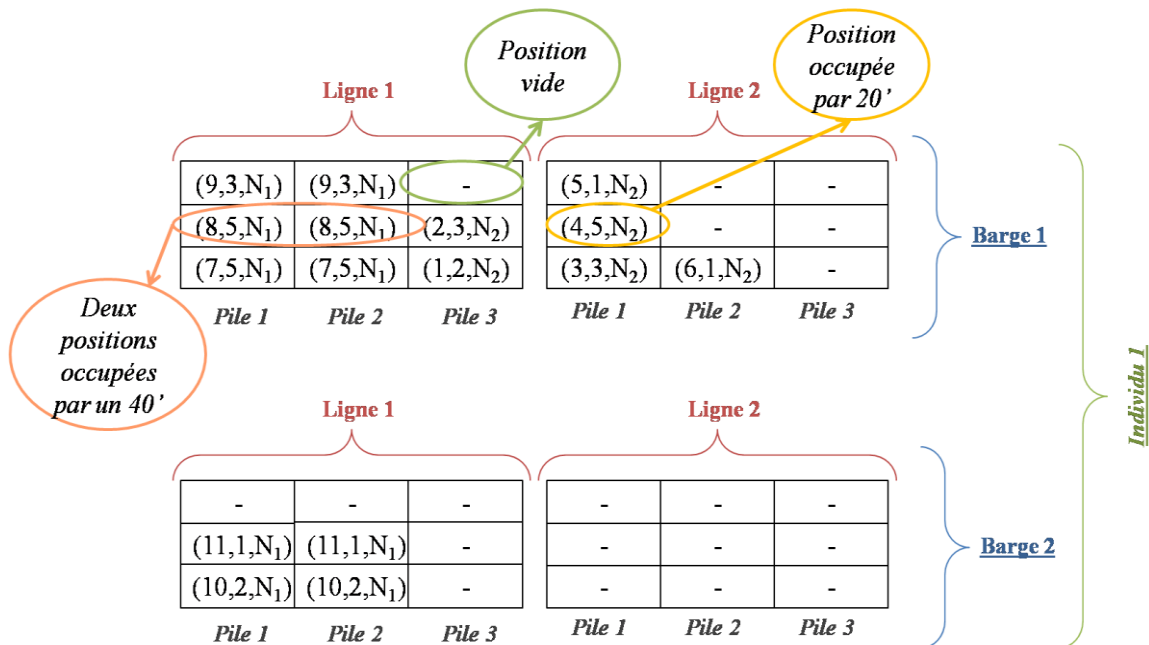 Position
vide
Position
occupée
par 20’
Ligne 1
Ligne 2
(9,3,N1) (9,3,N1) - (5,1,N2) - -
(8,5,N1) (8,5,N1) (2,3,N2) (4,5,N2) - -
(7,5,N1) (7,5,N1) (1,2,N2) (3,3,N2) (6,1,N2) -
Pile 1 Pile 2 Pile 3 Pile 1 Pile 2 Pile 3
Barge 1
Deux
positions
occupées
par un 40’
Individu 1
Ligne 1
Ligne 2
- - - - - -
(11,1,N1) (11,1,N1) - - - -
(10,2,N1) (10,2,N1) - - - -
Pile 1 Pile 2 Pile 3 Pile 1 Pile 2 Pile 3
Barge 2